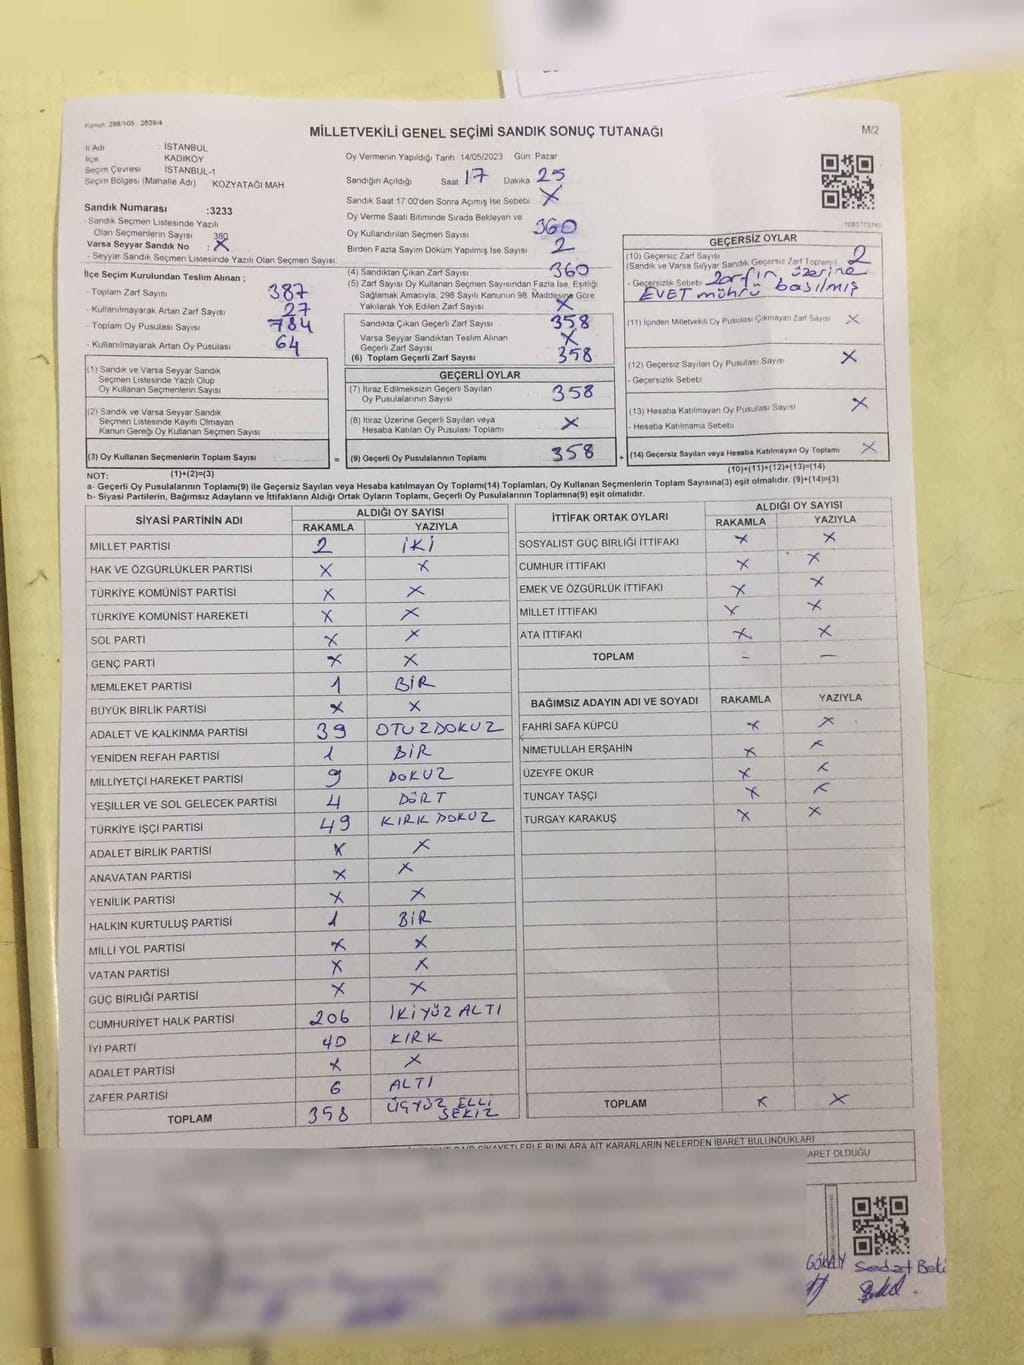 Kanun 298/105 2839/4
MİLLETVEKİLİ GENEL SEÇİMİ SANDIK SONUÇ TUTANAĞI
M/2
İl Adı : İSTANBUL
İlçe KADIKÖY
Seçim Çevresi İSTANBUL-1
Seçim Bölgesi (Mahalle Adı) KOZYATAĞI MAH
Sandık Numarası :3233
- Sandık Seçmen Listesinde Yazılı
Olan Seçmenlerin Sayısı 380
Varsa Seyyar Sandık No : X
- Seyyar Sandık Seçmen Listesinde Yazılı Olan Seçmen Sayısı
İlçe Seçim Kurulundan Teslim Alınan ;
- Toplam Zarf Sayısı 387
- Kullanılmayarak Artan Zarf Sayısı 27
- Toplam Oy Pusulası Sayısı 784
- Kullanılmayarak Artan Oy Pusulası 64
(1) Sandık ve Varsa Seyyar Sandık
Seçmen Listesinde Yazılı Olup
Oy Kullanan Seçmenlerin Sayısı
(2) Sandık ve Varsa Seyyar Sandık
Seçmen Listesinde Kayıtlı Olmayan
Kanun Gereği Oy Kullanan Seçmen Sayısı
(3) Oy Kullanan Seçmenlerin Toplam Sayısı =
Oy Vermenin Yapıldığı Tarih 14/05/2023 Gün Pazar
Sandığın Açıldığı Saat 17 Dakika 25
Sandık Saat 17:00'den Sonra Açımış İse Sebebi X
Oy Verme Saati Bitiminde Sırada Bekleyen ve
Oy Kullandırılan Seçmen Sayısı 360
Birden Fazla Sayım Döküm Yapılmış İse Sayısı 2
(4) Sandıktan Çıkan Zarf Sayısı 360
(5) Zarf Sayısı Oy Kullanan Seçmen Sayısından Fazla İse, Eşitliği
Sağlamak Amacıyla, 298 Sayılı Kanunun 98. Maddesine Göre
Yakılarak Yok Edilen Zarf Sayısı X
Sandıkta Çıkan Geçerli Zarf Sayısı 358
Varsa Seyyar Sandıktan Teslim Alınan
Geçerli Zarf Sayısı X
(6) Toplam Geçerli Zarf Sayısı 358
GEÇERLİ OYLAR
(7) İtiraz Edilmeksizin Geçerli Sayılan
Oy Pusulalarının Sayısı 358
(8) İtiraz Üzerine Geçerli Sayılan veya
Hesaba Katılan Oy Pusulası Toplamı X
(9) Geçerli Oy Pusulalarının Toplamı 358 +
GEÇERSİZ OYLAR
(10) Geçersiz Zarf Sayısı
(Sandık ve Varsa Seyyar Sandık Geçersiz Zarf Toplamı) 2
- Geçersizlik Sebebi Zarfın üzerine
EVET mührü basılmış
(11) İçinden Milletvekili Oy Pusulası Çıkmayan Zarf Sayısı X
(12) Geçersiz Sayılan Oy Pusulası Sayısı X
- Geçersizlik Sebebi
(13) Hesaba Katılmayan Oy Pusulası Sayısı X
- Hesaba Katılmama Sebebi
(14) Geçersiz Sayılan veya Hesaba Katılmayan Oy Toplamı X
NOT: (1)+(2)=(3) (10)+(11)+(12)+(13)=(14)
a- Geçerli Oy Pusulalarının Toplamı(9) ile Geçersiz Sayılan veya Hesaba katılmayan Oy Toplamı(14) Toplamları, Oy Kullanan Seçmenlerin Toplam Sayısına(3) eşit olmalıdır. (9)+(14)=(3)
b- Siyasi Partilerin, Bağımsız Adayların ve İttifakların Aldığı Ortak Oyların Toplamı, Geçerli Oy Pusulalarının Toplamına(9) eşit olmalıdır.
SİYASİ PARTİNİN ADI ALDIĞI OY SAYISI
RAKAMLA YAZIYLA
MİLLET PARTİSİ 2 İKİ
HAK VE ÖZGÜRLÜKLER PARTİSİ X X
TÜRKİYE KOMÜNİST PARTİSİ X X
TÜRKİYE KOMÜNİST HAREKETİ X X
SOL PARTİ X X
GENÇ PARTİ X X
MEMLEKET PARTİSİ 1 BİR
BÜYÜK BİRLİK PARTİSİ X X
ADALET VE KALKINMA PARTİSİ 39 OTUZDOKUZ
YENİDEN REFAH PARTİSİ 1 BİR
MİLLİYETÇİ HAREKET PARTİSİ 9 DOKUZ
YEŞİLLER VE SOL GELECEK PARTİSİ 4 DÖRT
TÜRKİYE İŞÇİ PARTİSİ 49 KIRK DOKUZ
ADALET BİRLİK PARTİSİ X X
ANAVATAN PARTİSİ X X
YENİLİK PARTİSİ X X
HALKIN KURTULUŞ PARTİSİ 1 BİR
MİLLİ YOL PARTİSİ X X
VATAN PARTİSİ X X
GÜÇ BİRLİĞİ PARTİSİ X X
CUMHURİYET HALK PARTİSİ 206 İKİYÜZ ALTI
İYİ PARTİ 40 KIRK
ADALET PARTİSİ X X
ZAFER PARTİSİ 6 ALTI
TOPLAM 358 ÜÇYÜZ ELLİ
SEKİZ
İTTİFAK ORTAK OYLARI ALDIĞI OY SAYISI
RAKAMLA YAZIYLA
SOSYALİST GÜÇ BİRLİĞİ İTTİFAKI X X
CUMHUR İTTİFAKI X X
EMEK VE ÖZGÜRLÜK İTTİFAKI X X
MİLLET İTTİFAKI X X
ATA İTTİFAKI X X
TOPLAM - -
BAĞIMSIZ ADAYIN ADI VE SOYADI RAKAMLA YAZIYLA
FAHRİ SAFA KÜPCÜ X X
NİMETULLAH ERŞAHİN X X
ÜZEYFE OKUR X X
TUNCAY TAŞÇI X X
TURGAY KARAKUŞ X X
TOPLAM X X
ŞİKAYETLERLE BUNLARA AİT KARARLARIN NELERDEN İBARET BULUNDUKLARI
ARET OLDUĞU
GÖKAY Sedat Beki